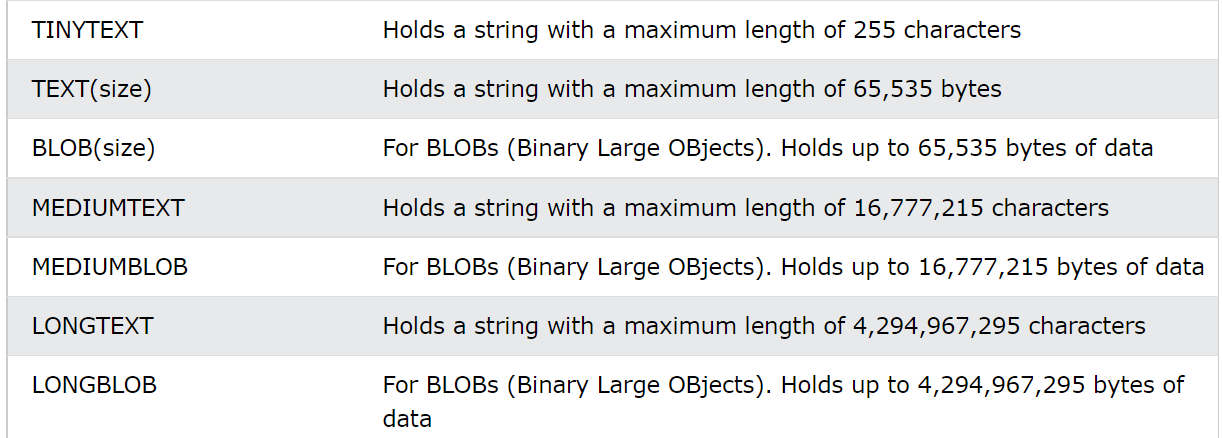 TINYTEXT Holds a string with a maximum length of 255 characters
TEXT(size) Holds a string with a maximum length of 65,535 bytes
BLOB(size) For BLOBs (Binary Large OBjects). Holds up to 65,535 bytes of data
MEDIUMTEXT Holds a string with a maximum length of 16,777,215 characters
MEDIUMBLOB For BLOBs (Binary Large OBjects). Holds up to 16,777,215 bytes of data
LONGTEXT Holds a string with a maximum length of 4,294,967,295 characters
LONGBLOB For BLOBs (Binary Large OBjects). Holds up to 4,294,967,295 bytes of
data